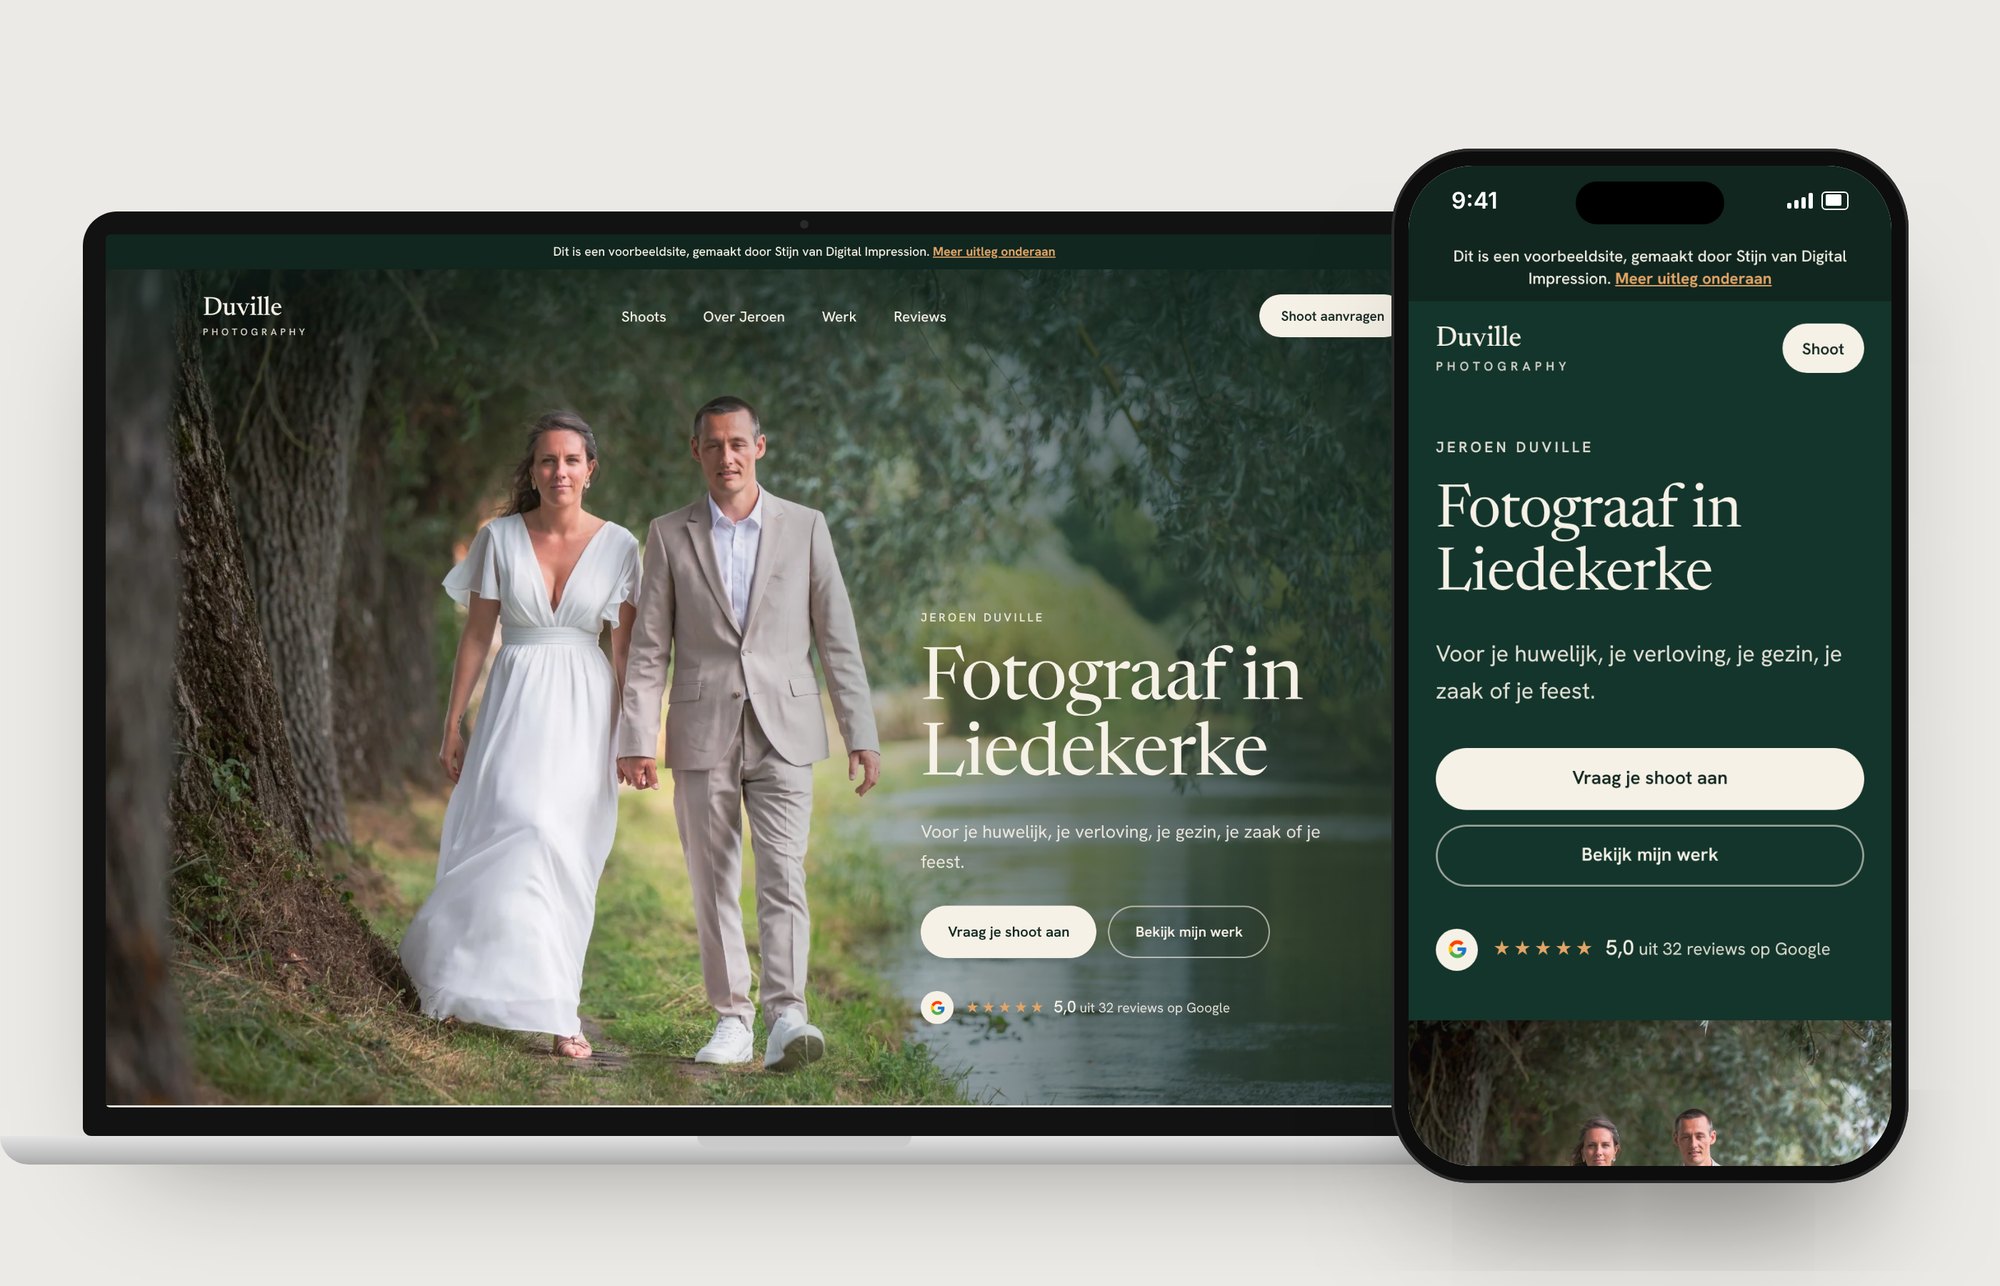 Dit is een voorbeeldsite, gemaakt door Stijn van Digital Impression. Meer uitleg onderaan
Duville
PHOTOGRAPHY
Shoots
Over Jeroen
Werk
Reviews
Shoot aanvragen
JEROEN DUVILLE
Fotograaf in
Liedekerke
Voor je huwelijk, je verloving, je gezin, je zaak of je
feest.
Vraag je shoot aan
Bekijk mijn werk
G ★★★★★ 5,0 uit 32 reviews op Google
9:41
Dit is een voorbeeldsite, gemaakt door Stijn van Digital
Impression. Meer uitleg onderaan
Duville
PHOTOGRAPHY
Shoot
JEROEN DUVILLE
Fotograaf in
Liedekerke
Voor je huwelijk, je verloving, je gezin, je
zaak of je feest.
Vraag je shoot aan
Bekijk mijn werk
G ★★★★★ 5,0 uit 32 reviews op Google